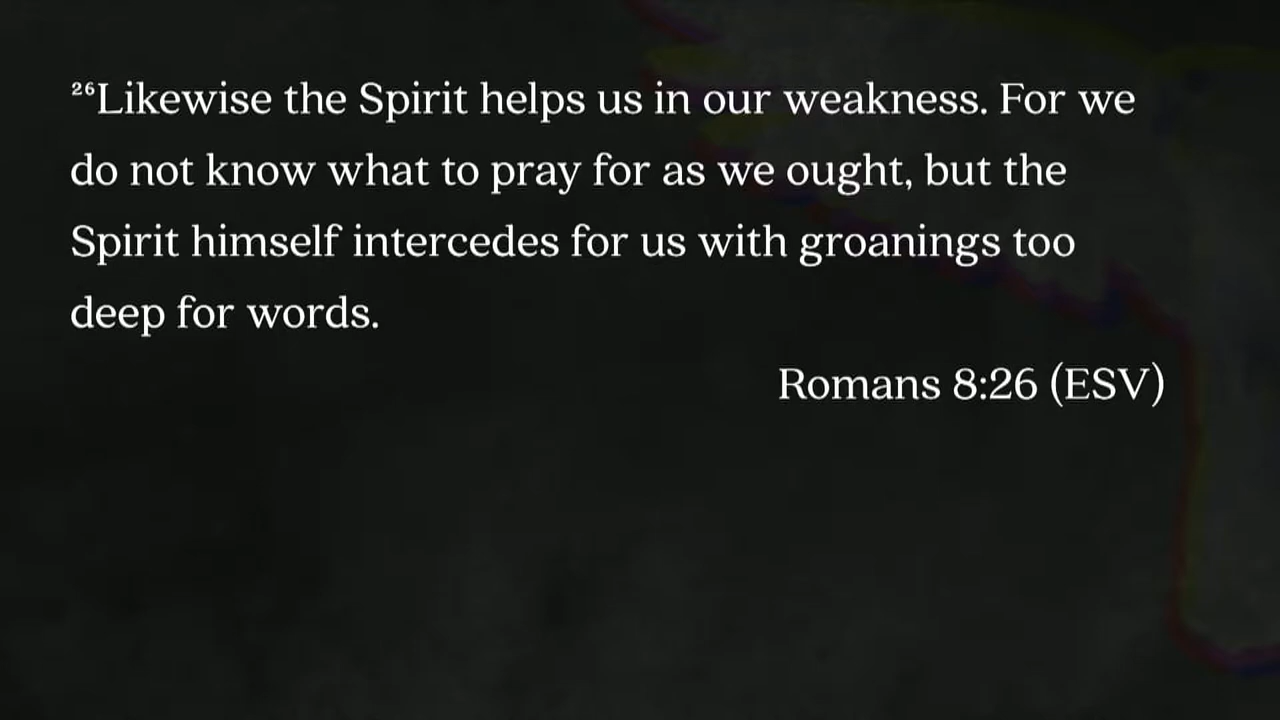 ²⁶Likewise the Spirit helps us in our weakness. For we
do not know what to pray for as we ought, but the
Spirit himself intercedes for us with groanings too
deep for words.
Romans 8:26 (ESV)